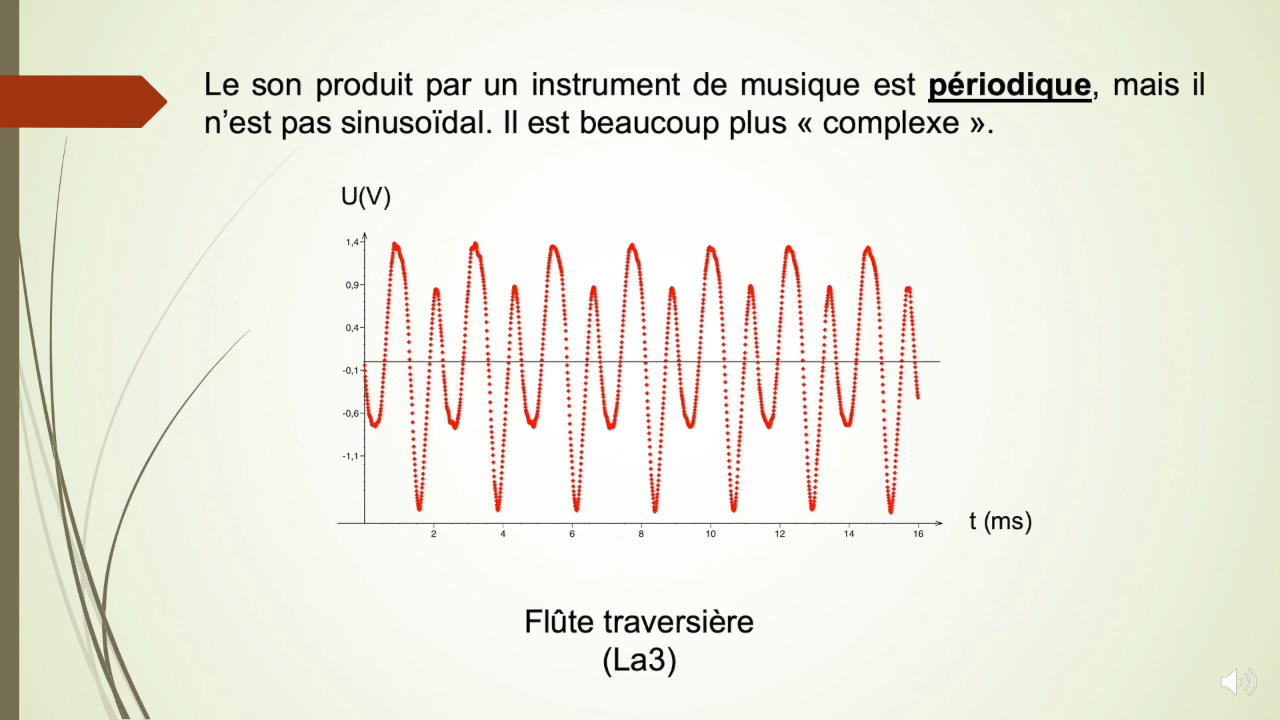 Le son produit par un instrument de musique est périodique, mais il
n’est pas sinusoïdal. Il est beaucoup plus « complexe ».
U(V)
1,4
0,9
0,4
-0,1
-0,6
-1,1
2 4 6 8 10 12 14 16
t (ms)
Flûte traversière
(La3)